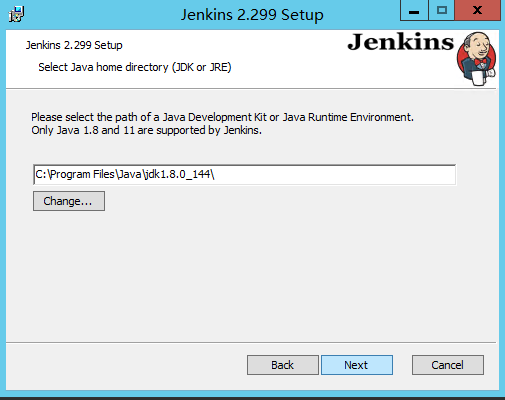 Jenkins 2.299 Setup
Jenkins 2.299 Setup
Select Java home directory (JDK or JRE)
Jenkins
Please select the path of a Java Development Kit or Java Runtime Environment.
Only Java 1.8 and 11 are supported by Jenkins.
C:\Program Files\Java\jdk1.8.0_144\
Change...
Back
Next
Cancel